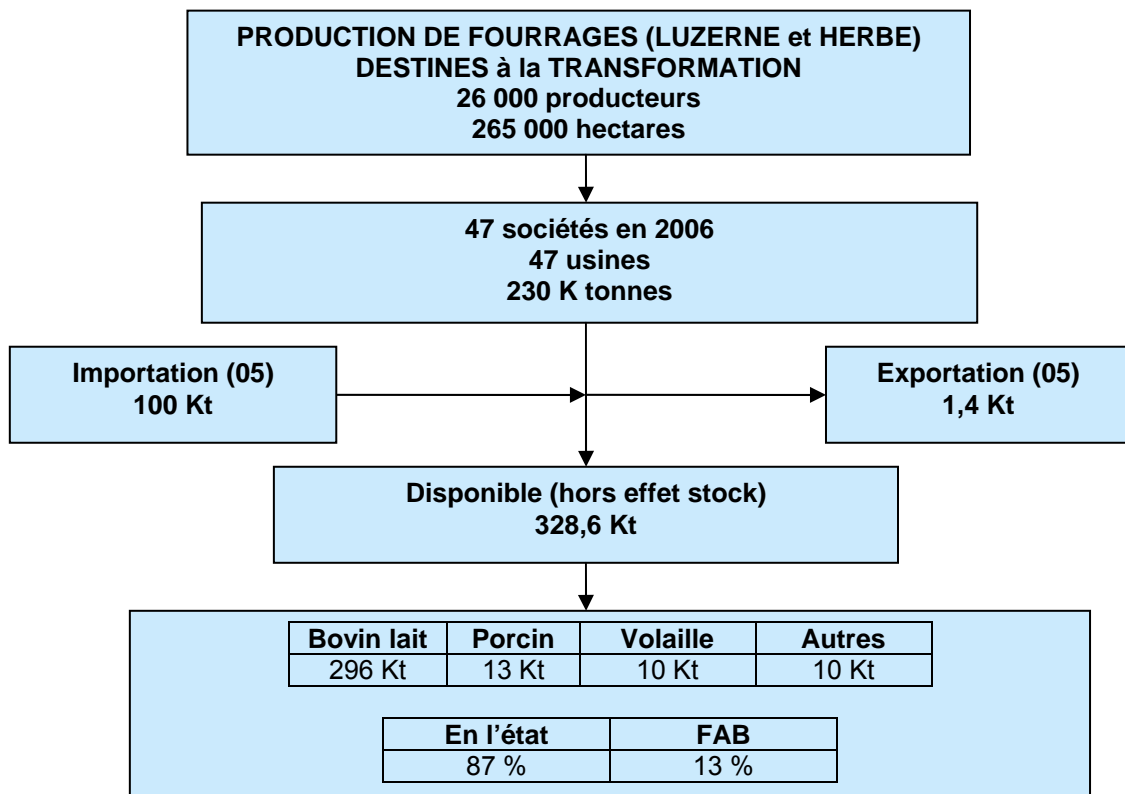 PRODUCTION DE FOURRAGES (LUZERNE et HERBE)
DESTINES à la TRANSFORMATION
26 000 producteurs
265 000 hectares
47 sociétés en 2006
47 usines
230 K tonnes
Importation (05)
100 Kt
Exportation (05)
1,4 Kt
Disponible (hors effet stock)
328,6 Kt
Bovin lait Porcin Volaille Autres
296 Kt 13 Kt 10 Kt 10 Kt
En l’état FAB
87 % 13 %